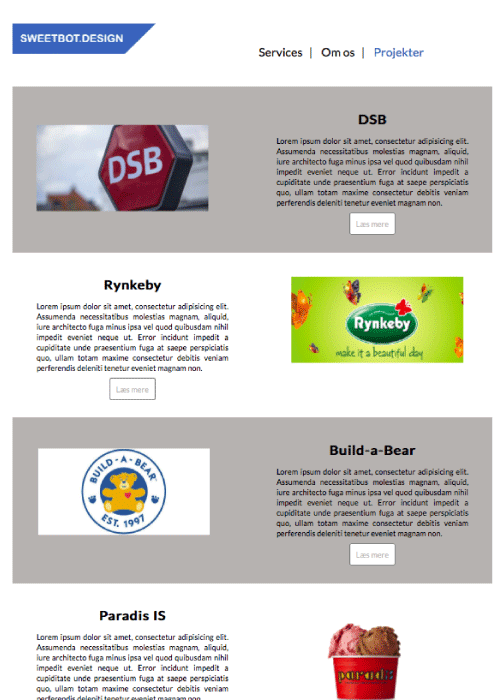 SWEETBOT.DESIGN
Services | Om os | Projekter
DSB
DSB
Lorem ipsum dolor sit amet, consectetur adipisicing elit.
Assumenda necessitatibus molestias magnam, aliquid,
iure architecto fuga minus ipsa vel quod quibusdam nihil
impedit eveniet neque ut. Error incidunt magnam a
cupiditate unde praesentium fuga at saepe perspiciatis
quo, ullam totam maxime consectetur debitis veniam
perferendis deleniti tenetur eveniet magnam non.
Læs mere
Rynkeby
Lorem ipsum dolor sit amet, consectetur adipisicing elit.
Assumenda necessitatibus molestias magnam, aliquid,
iure architecto fuga minus ipsa vel quod quibusdam nihil
impedit eveniet neque ut. Error incidunt magnam a
cupiditate unde praesentium fuga at saepe perspiciatis
quo, ullam totam maxime consectetur debitis veniam
perferendis deleniti tenetur eveniet magnam non.
Læs mere
Rynkeby
make it a beautiful day
BUILD-A-BEAR
EST. 1997
Build-a-Bear
Lorem ipsum dolor sit amet, consectetur adipisicing elit.
Assumenda necessitatibus molestias magnam, aliquid,
iure architecto fuga minus ipsa vel quod quibusdam nihil
impedit eveniet neque ut. Error incidunt magnam a
cupiditate unde praesentium fuga at saepe perspiciatis
quo, ullam totam maxime consectetur debitis veniam
perferendis deleniti tenetur eveniet magnam non.
Læs mere
Paradis IS
Lorem ipsum dolor sit amet, consectetur adipisicing elit.
Assumenda necessitatibus molestias magnam, aliquid,
iure architecto fuga minus ipsa vel quod quibusdam nihil
impedit eveniet neque ut. Error incidunt magnam a
cupiditate unde praesentium fuga at saepe perspiciatis
quo, ullam totam maxime consectetur debitis veniam
perferendis deleniti tenetur eveniet magnam non.
paradis